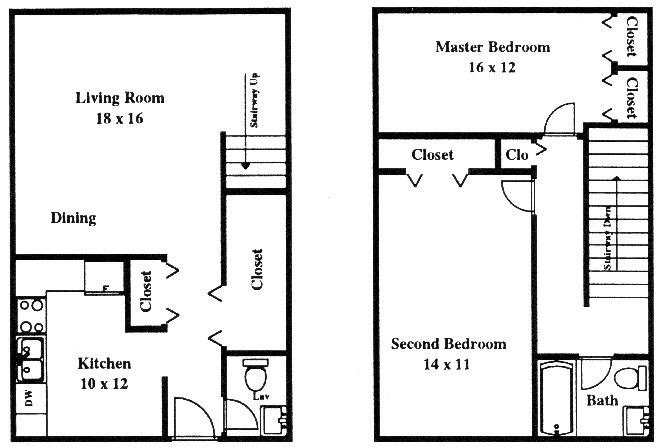 Living Room
18 x 16
Stairway Up
Dining
Closet
Closet
F
Kitchen
10 x 12
DW
Lav
Master Bedroom
16 x 12
Closet
Closet
Closet
Clo
Stairway Down
Second Bedroom
14 x 11
Bath